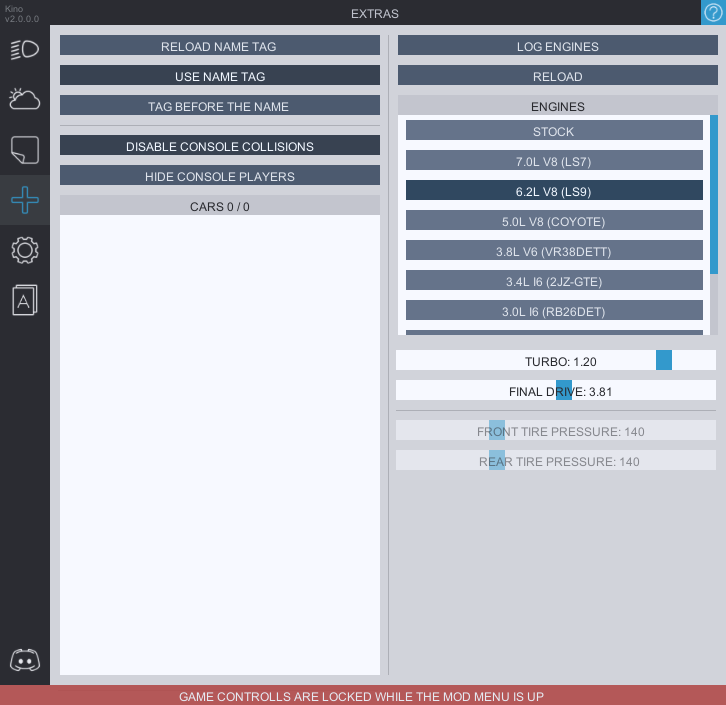 Kino
v2.0.0.0
EXTRAS
RELOAD NAME TAG
USE NAME TAG
TAG BEFORE THE NAME
DISABLE CONSOLE COLLISIONS
HIDE CONSOLE PLAYERS
CARS 0 / 0
LOG ENGINES
RELOAD
ENGINES
STOCK
7.0L V8 (LS7)
6.2L V8 (LS9)
5.0L V8 (COYOTE)
3.8L V6 (VR38DETT)
3.4L I6 (2JZ-GTE)
3.0L I6 (RB26DET)
TURBO: 1.20
FINAL DRIVE: 3.81
FRONT TIRE PRESSURE: 140
REAR TIRE PRESSURE: 140
GAME CONTROLLS ARE LOCKED WHILE THE MOD MENU IS UP